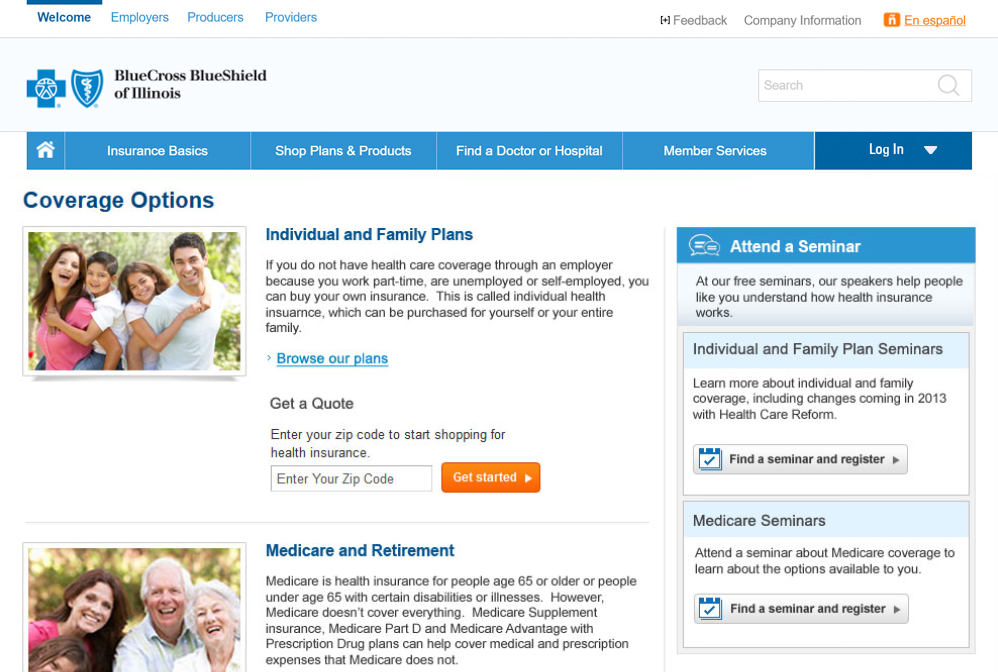 Welcome Employers Producers Providers
[+] Feedback Company Information ñ En español
BlueCross BlueShield
of Illinois
Search
Insurance Basics Shop Plans & Products Find a Doctor or Hospital Member Services Log In
Coverage Options
Individual and Family Plans
If you do not have health care coverage through an employer
because you work part-time, are unemployed or self-employed, you
can buy your own insurance. This is called individual health
insuarnce, which can be purchased for yourself or your entire
family.
Browse our plans
Get a Quote
Enter your zip code to start shopping for
health insurance.
Enter Your Zip Code Get started
Medicare and Retirement
Medicare is health insurance for people age 65 or older or people
under age 65 with certain disabilities or illnesses. However,
Medicare doesn't cover everything. Medicare Supplement
insurance, Medicare Part D and Medicare Advantage with
Prescription Drug plans can help cover medical and prescription
expenses that Medicare does not.
Attend a Seminar
At our free seminars, our speakers help people
like you understand how health insurance
works.
Individual and Family Plan Seminars
Learn more about individual and family
coverage, including changes coming in 2013
with Health Care Reform.
Find a seminar and register
Medicare Seminars
Attend a seminar about Medicare coverage to
learn about the options available to you.
Find a seminar and register